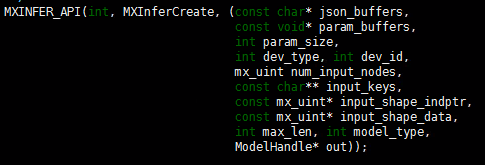 MXINFER_API(int, MXInferCreate, (const char* json_buffers,
const void* param_buffers,
int param_size,
int dev_type, int dev_id,
mx_uint num_input_nodes,
const char** input_keys,
const mx_uint* input_shape_indptr,
const mx_uint* input_shape_data,
int max_len, int model_type,
ModelHandle* out));